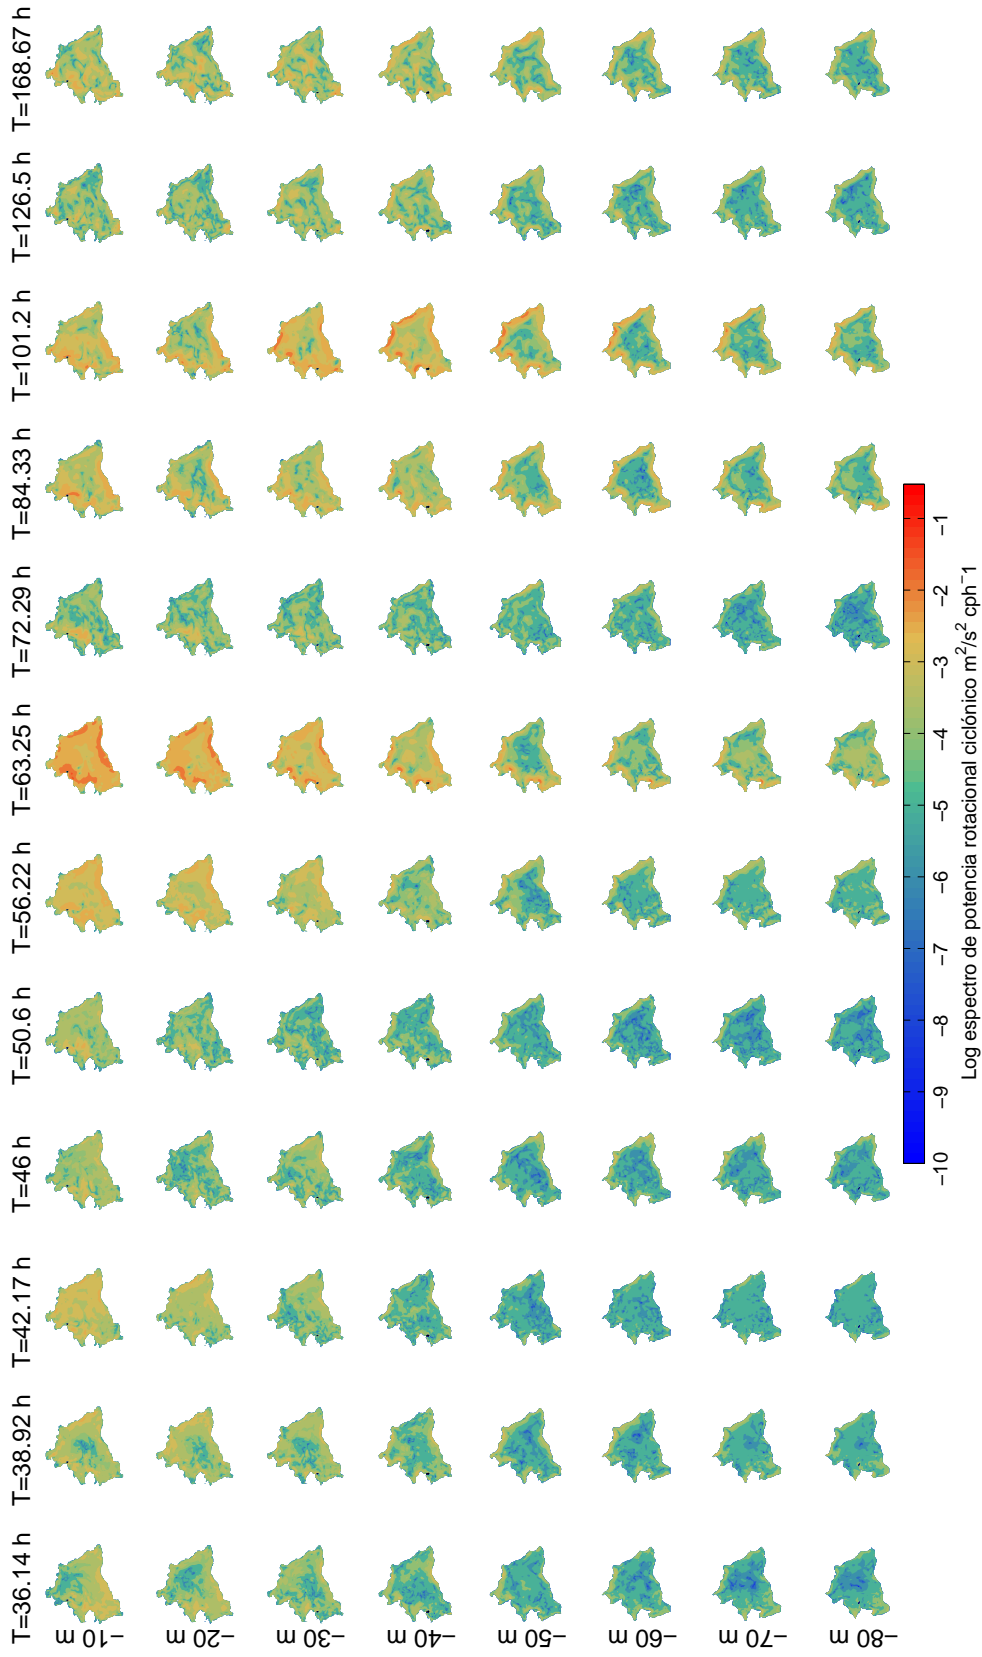 T=36.14 h
T=38.92 h
T=42.17 h
T=46 h
T=50.6 h
T=56.22 h
T=63.25 h
T=72.29 h
T=84.33 h
T=101.2 h
T=126.5 h
T=168.67 h
−10 m
−20 m
−30 m
−40 m
−50 m
−60 m
−70 m
−80 m
−10
−9
−8
−7
−6
−5
−4
−3
−2
−1
Log espectro de potencia rotacional ciclónico m²/s² cph⁻1